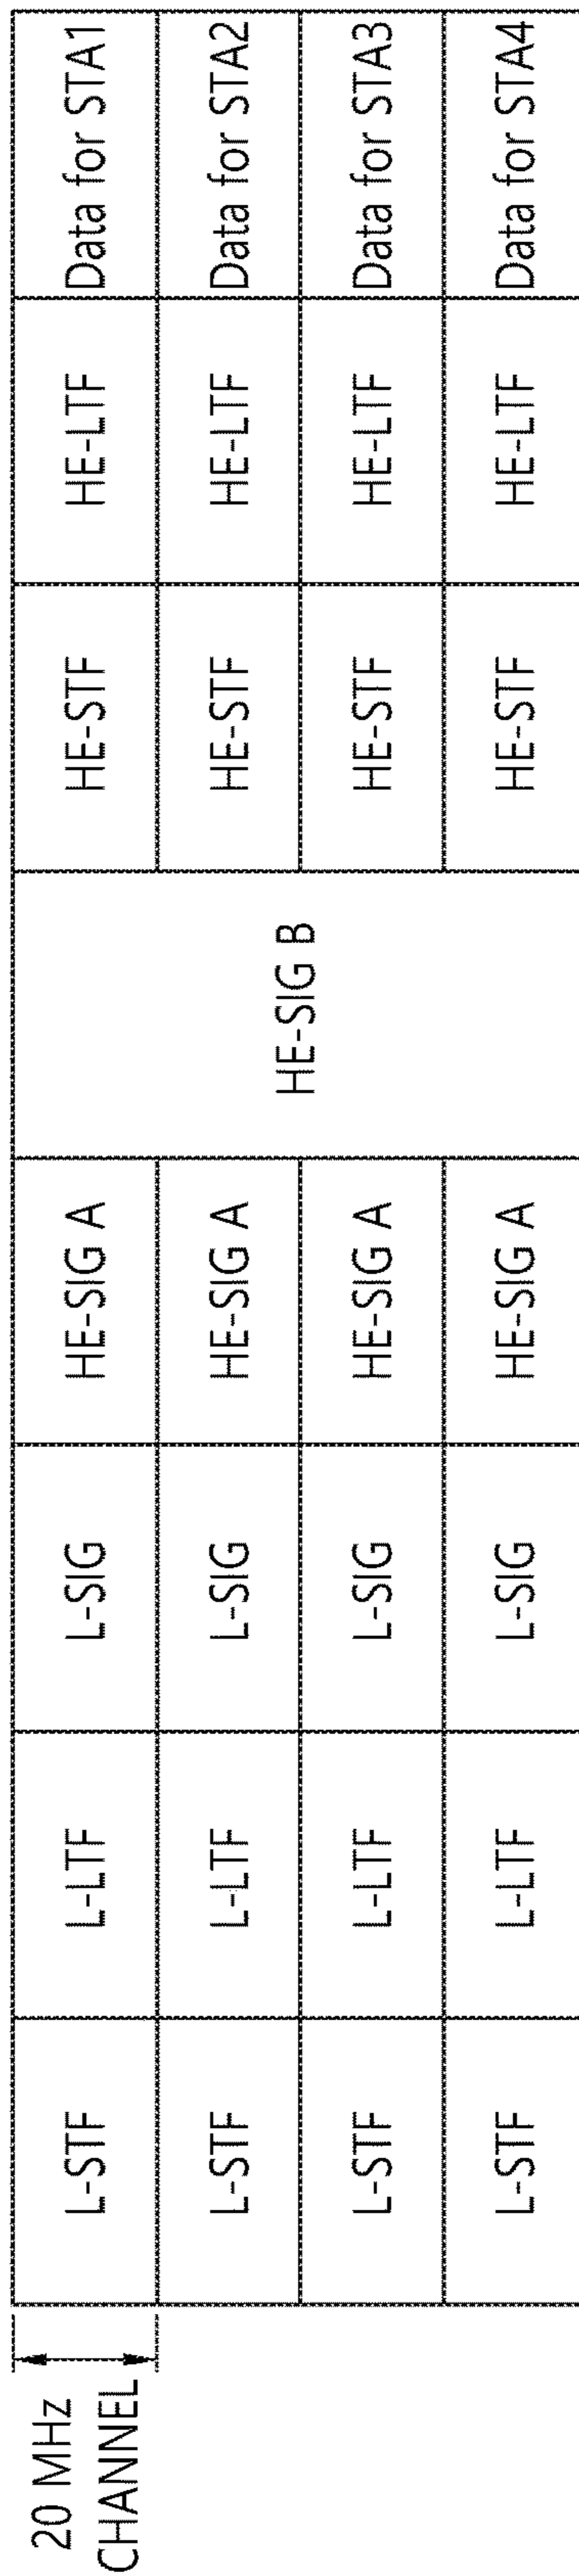 20 MHz
CHANNEL
L-STF
L-LTF
L-SIG
HE-SIG A
HE-SIG B
HE-STF
HE-LTF
Data for STA1
L-STF
L-LTF
L-SIG
HE-SIG A
HE-STF
HE-LTF
Data for STA2
L-STF
L-LTF
L-SIG
HE-SIG A
HE-STF
HE-LTF
Data for STA3
L-STF
L-LTF
L-SIG
HE-SIG A
HE-STF
HE-LTF
Data for STA4